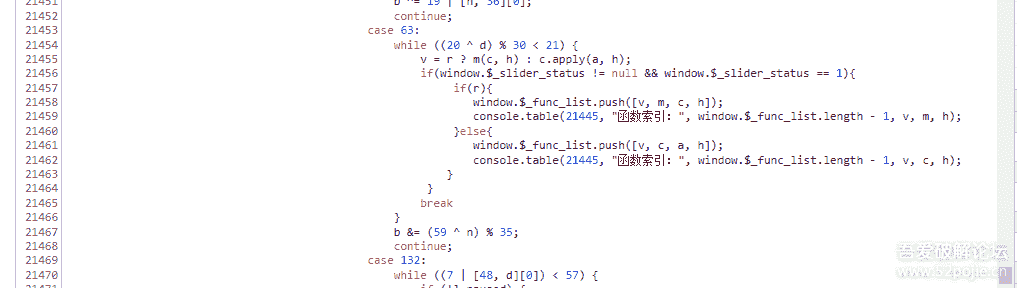 21451 b ^= 19 | [n, 36][0];
21452 continue;
21453 case 63:
21454 while ((20 ^ d) % 30 < 21) {
21455 v = r ? m(c, h) : c.apply(a, h);
21456 if(window.$_slider_status != null && window.$_slider_status == 1){
21457 if(r){
21458 window.$_func_list.push([v, m, c, h]);
21459 console.table(21445, "函数索引: ", window.$_func_list.length - 1, v, m, h);
21460 }else{
21461 window.$_func_list.push([v, c, a, h]);
21462 console.table(21445, "函数索引: ", window.$_func_list.length - 1, v, c, h);
21463 }
21464 }
21465 break
21466 }
21467 b &= (59 ^ n) % 35;
21468 continue;
21469 case 132:
21470 while ((7 | [48, d][0]) < 57) {
吾爱破解论坛
www.52pojie.cn